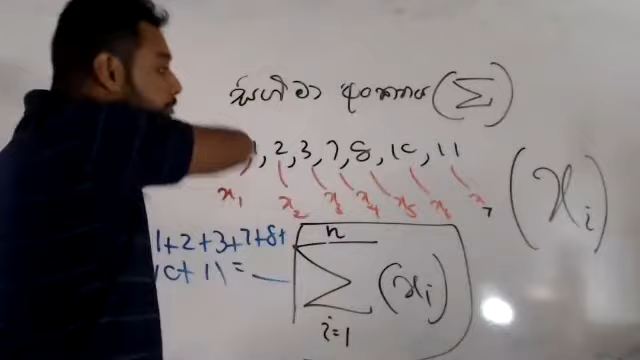 සිග්මා අංකනය (Σ)
1, 2, 3, 7, 8, 10, 11
x₁ x₂ x₃ x₄ x₅ x₆ x₇
(xᵢ)
1+2+3+7+8+
10+11 = __
n
Σ (xᵢ)
i=1